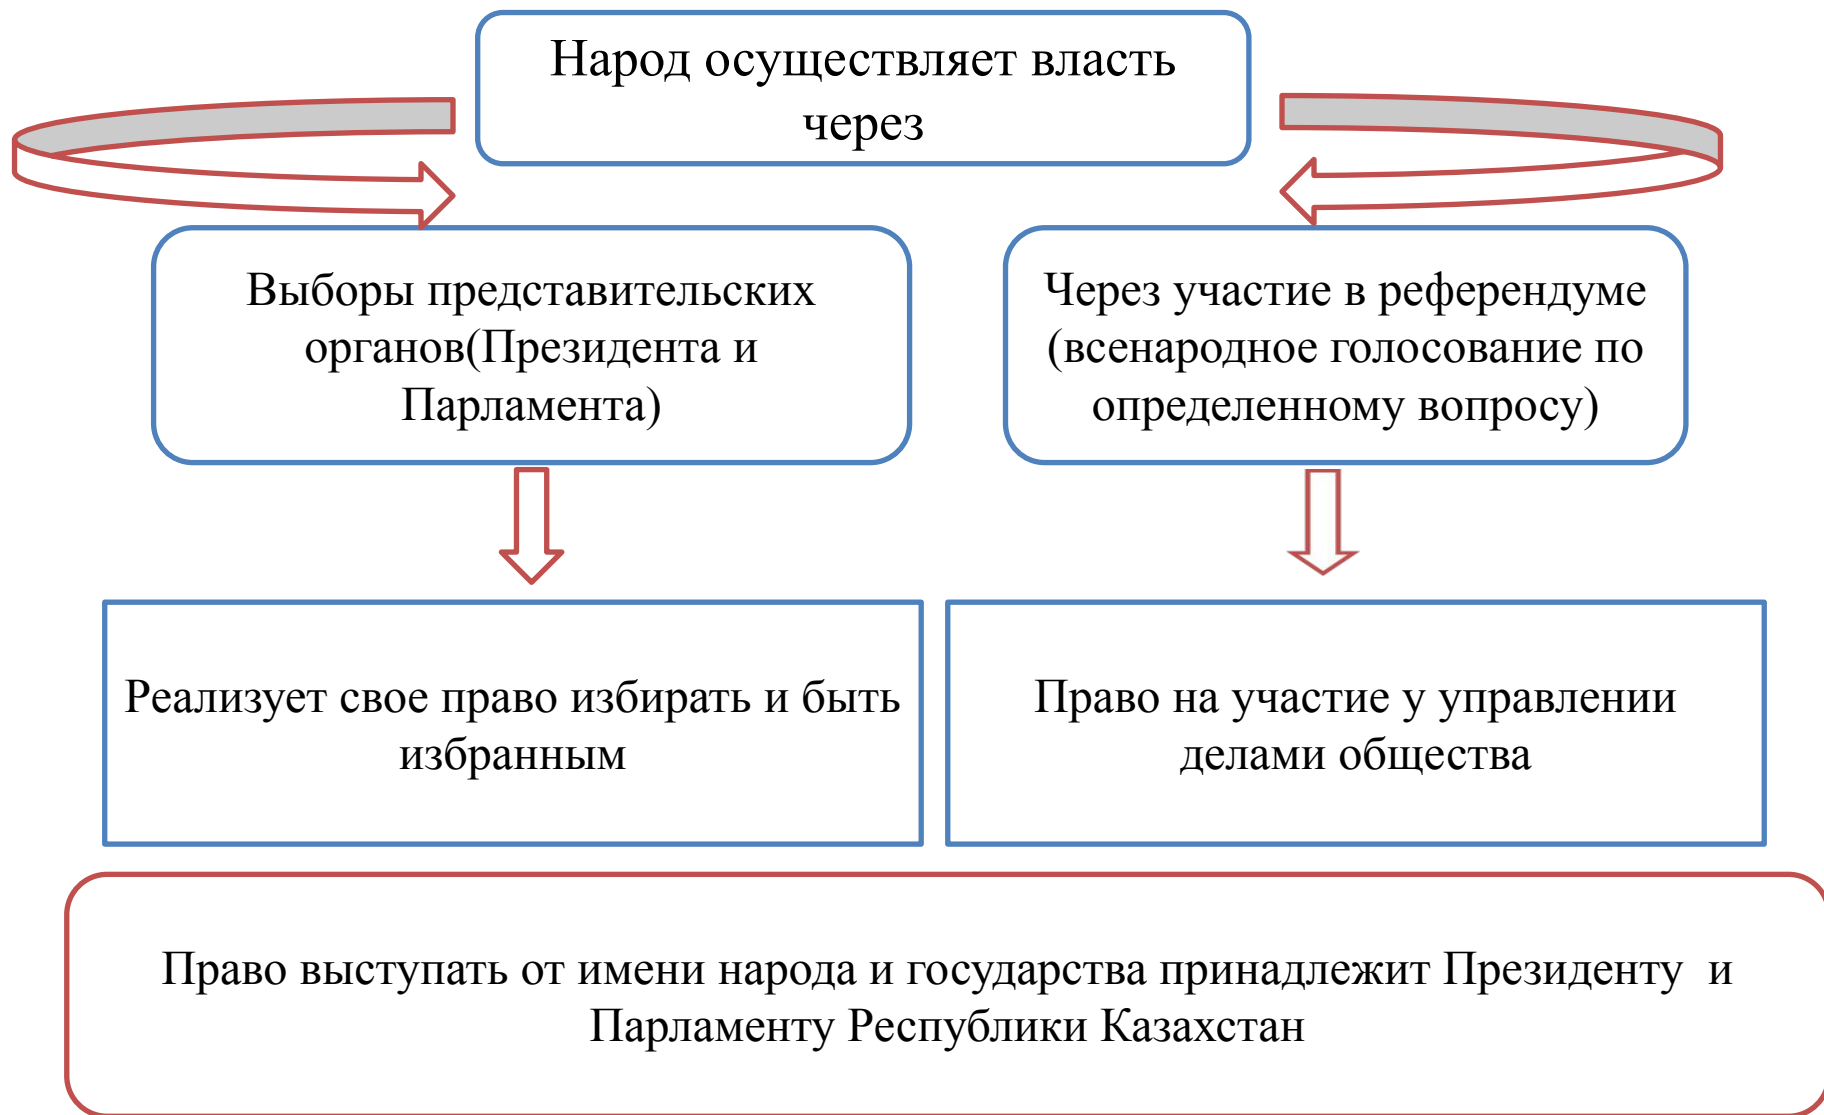 Народ осуществляет власть
через
Выборы представительских
органов(Президента и
Парламента)
Через участие в референдуме
(всенародное голосование по
определенному вопросу)
Реализует свое право избирать и быть
избранным
Право на участие у управлении
делами общества
Право выступать от имени народа и государства принадлежит Президенту  и
Парламенту Республики Казахстан